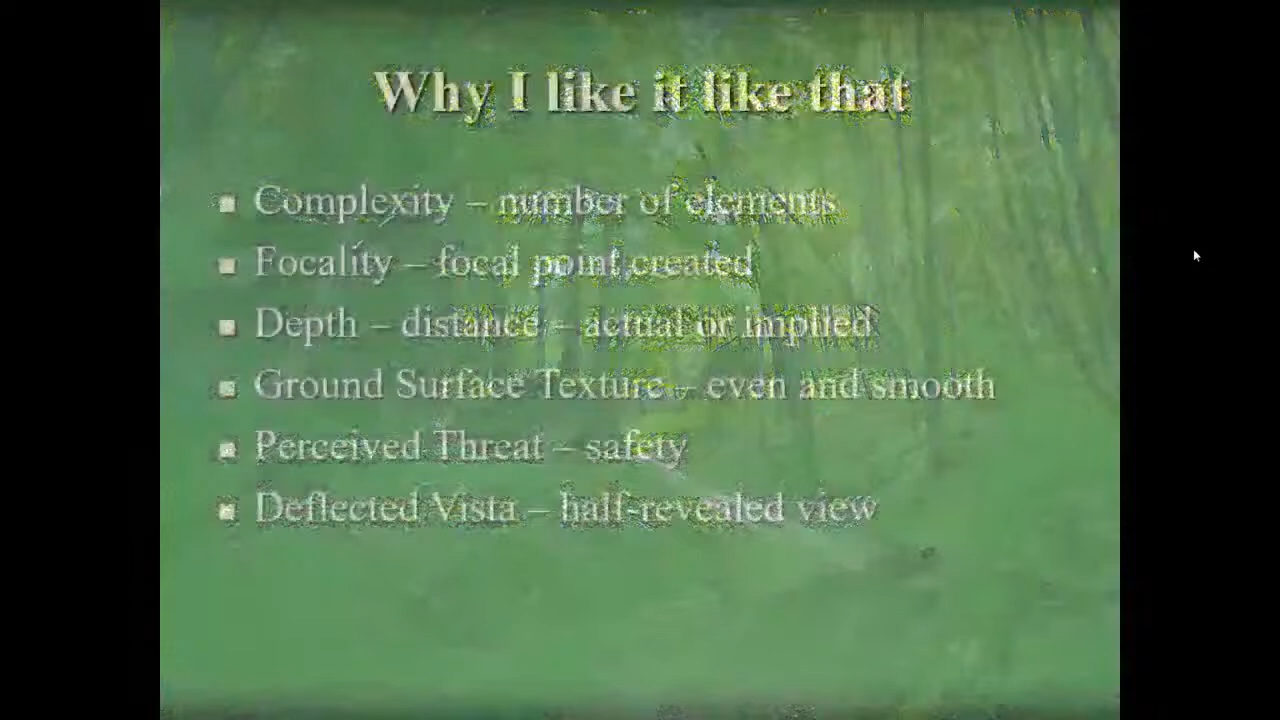 Why I like it like that
Complexity – number of elements
Focality – focal point created
Depth – distance – actual or implied
Ground Surface Texture – even and smooth
Perceived Threat – safety
Deflected Vista – half-revealed view